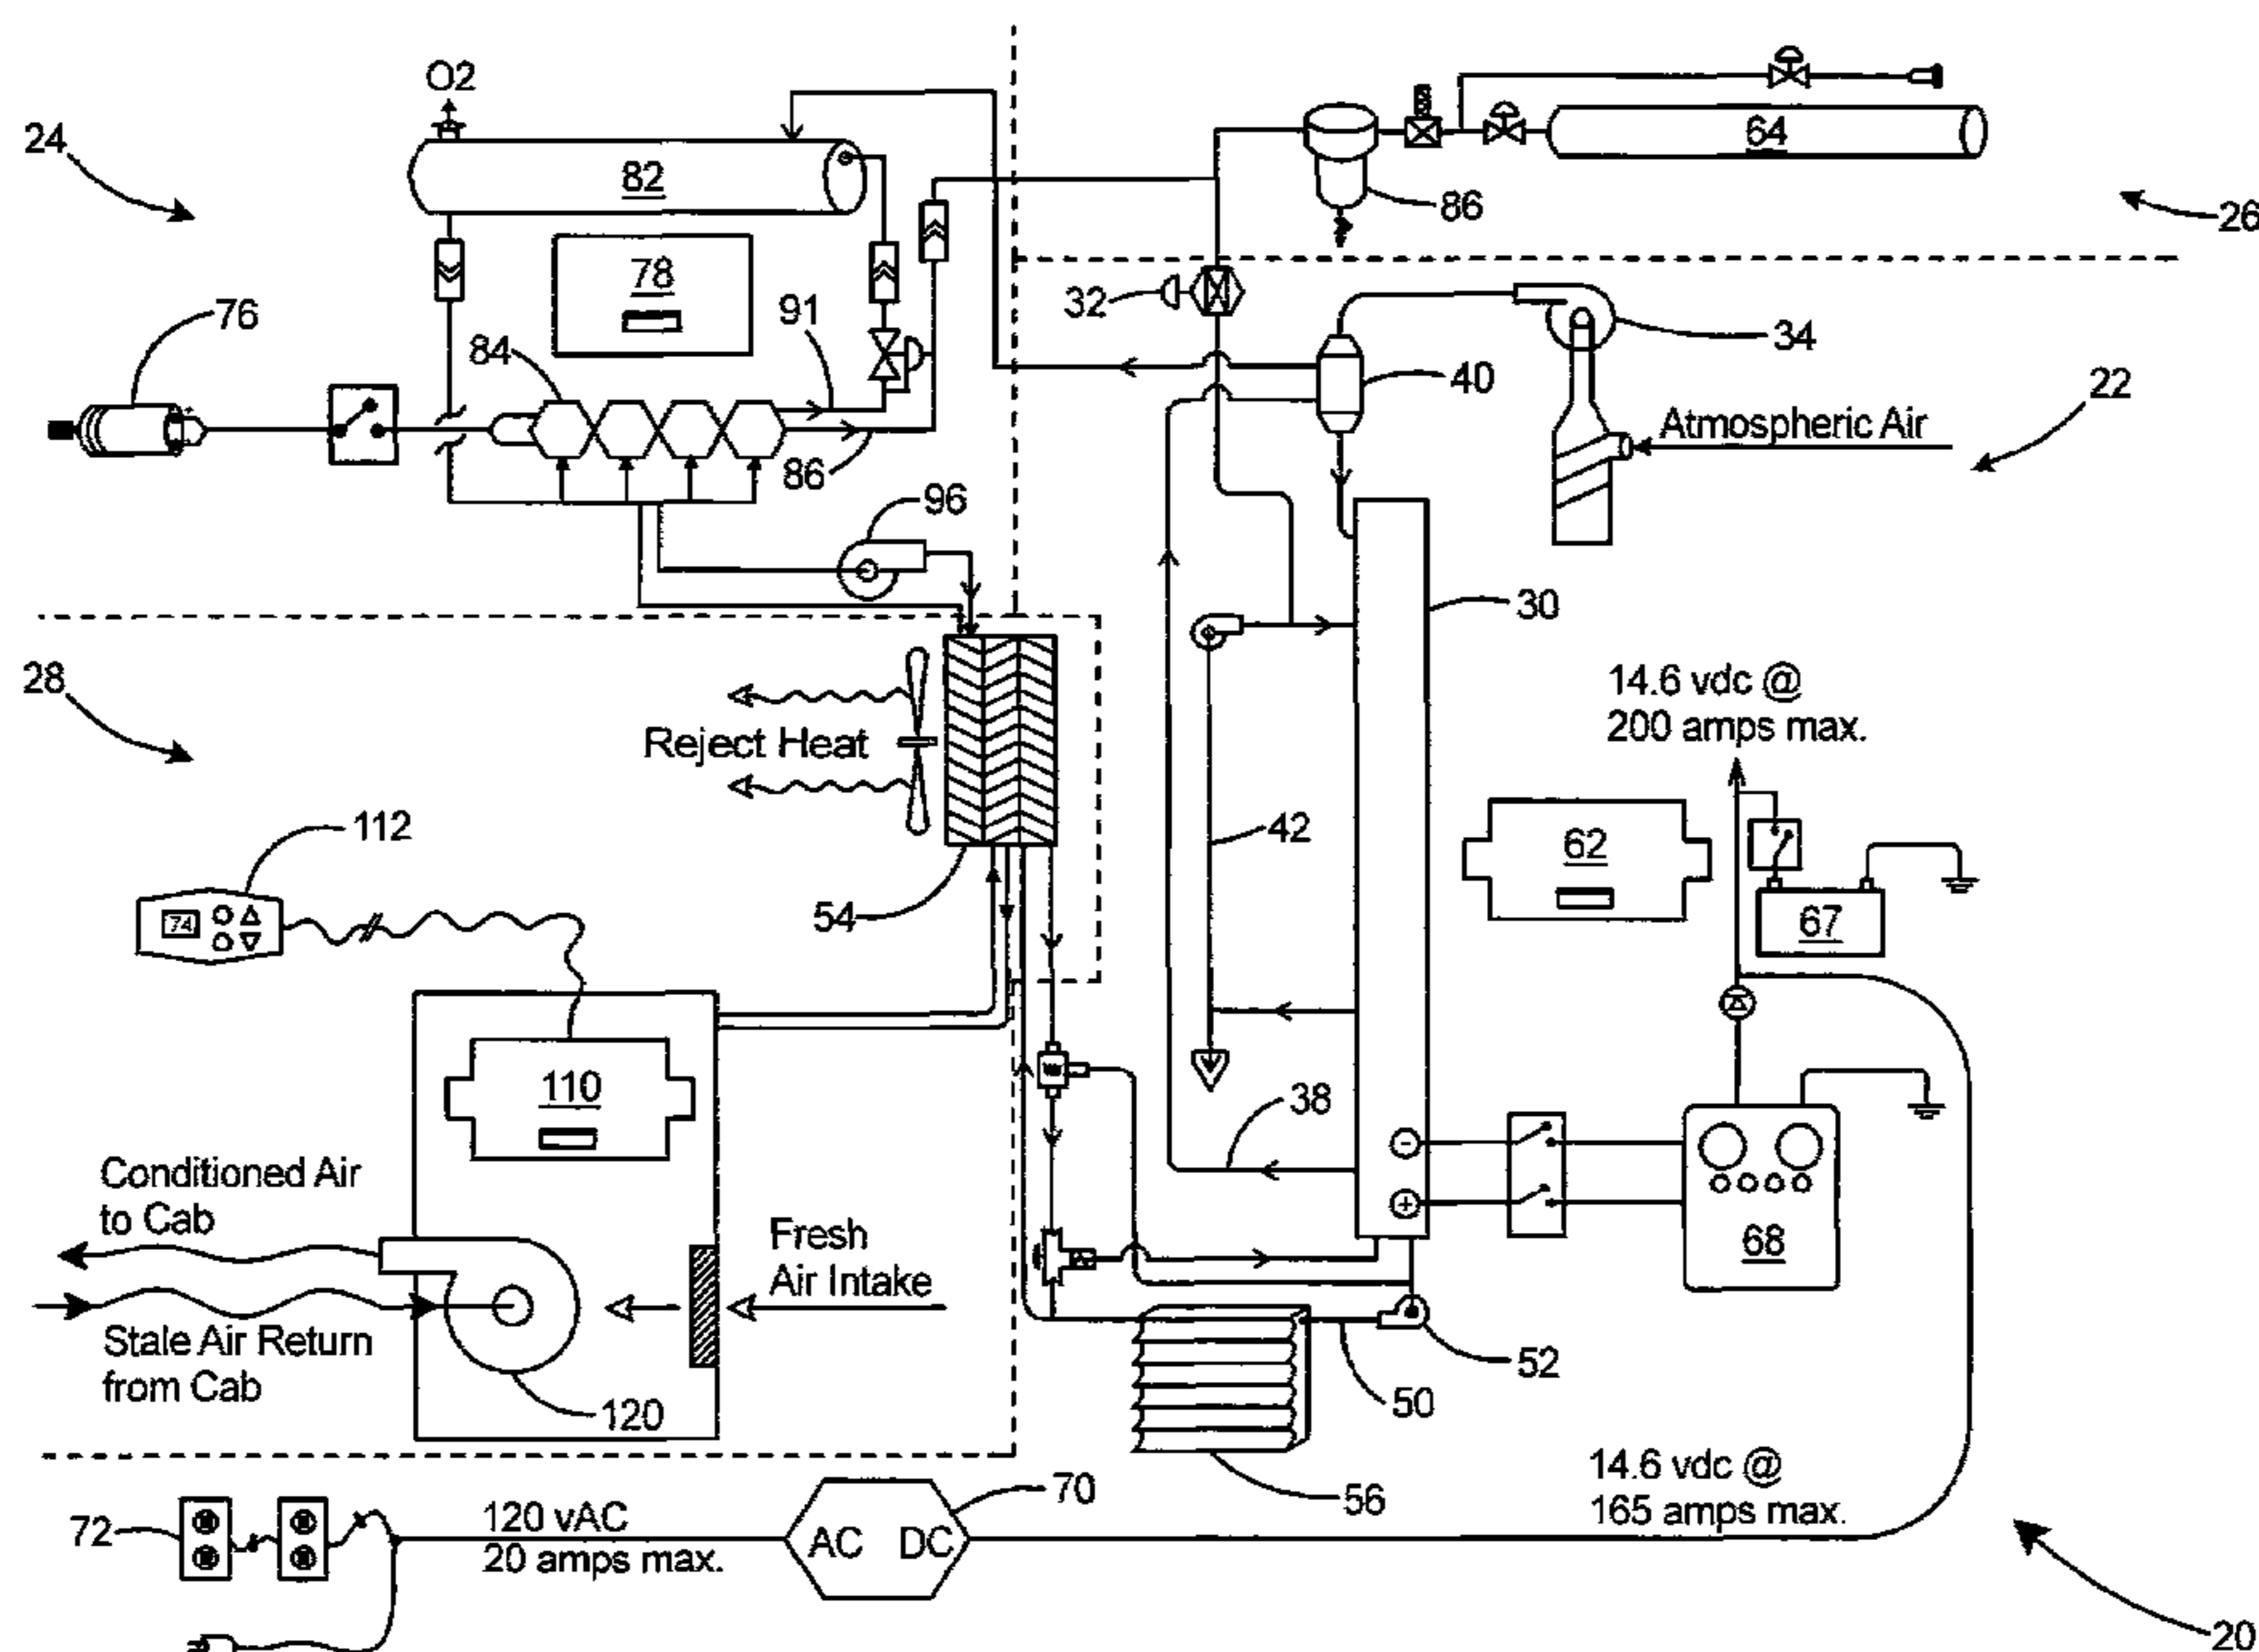 O2
24
82
64
86
26
78
32
76
91
34
84
40
22
Atmospheric Air
86
96
30
28
Reject Heat
14.6 vdc @
200 amps max.
112
42
62
54
67
74
110
38
-
+
Conditioned Air
to Cab
Fresh
Air Intake
68
Stale Air Return
from Cab
52
50
120
70
56
14.6 vdc @
165 amps max.
72
120 vAC
20 amps max.
AC DC
20